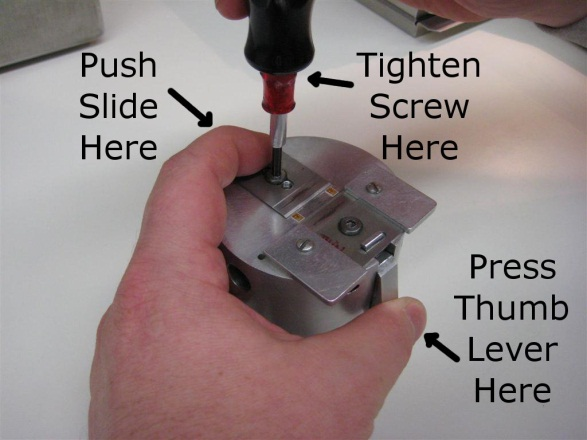 Push
Slide
Here
Tighten
Screw
Here
Press
Thumb
Lever
Here